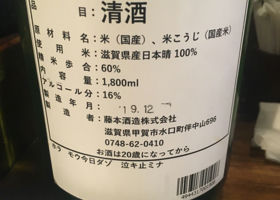 品 目：清酒
原 材 料 名：米（国産）、米こうじ（国産米）
使 用 米：滋賀県産日本晴100％
精 米 歩 合：60％
内 容 量：1,800ml
アルコール分：16％
製 造 年 月：'19.12
製 造 者：藤本酒造株式会社
滋賀県甲賀市水口町伴中山696
0748-62-0410
お酒は20歳になってから
ホラ モウ今日ダゾ 泣キ止ミナ